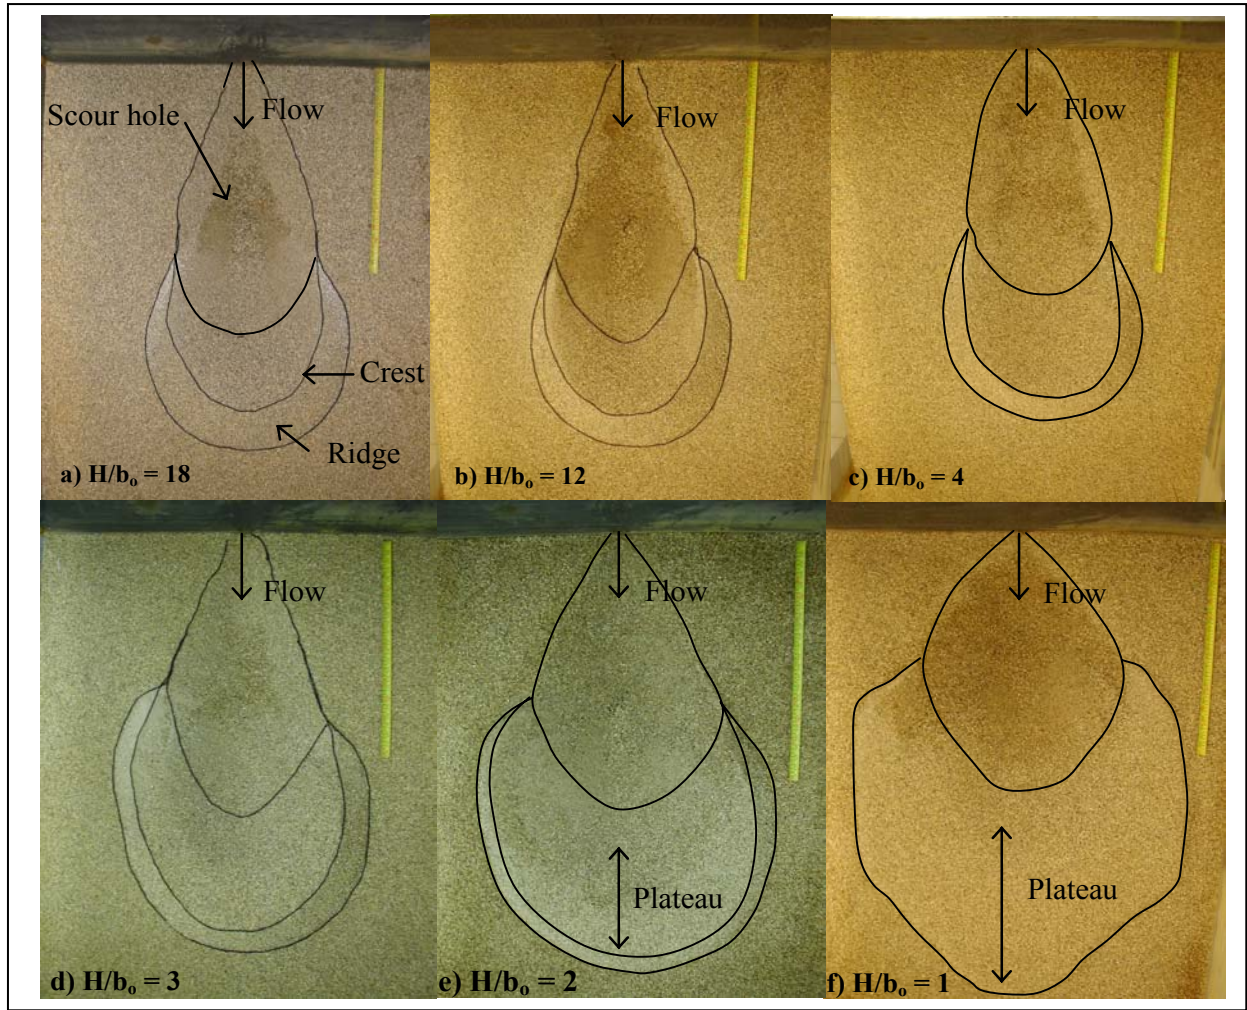 Flow
Scour hole
Crest
Ridge
a) H/bₒ = 18
Flow
b) H/bₒ = 12
Flow
c) H/bₒ = 4
Flow
d) H/bₒ = 3
Flow
Plateau
e) H/bₒ = 2
Flow
Plateau
f) H/bₒ = 1